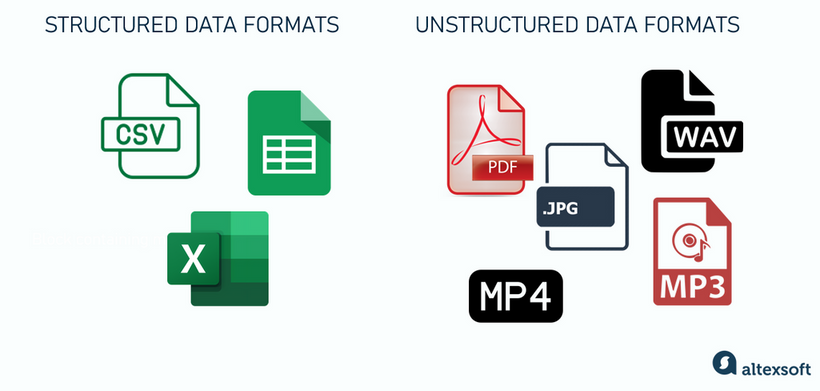 STRUCTURED DATA FORMATS
UNSTRUCTURED DATA FORMATS
CSV
X
PDF
.JPG
WAV
MP4
MP3
altexsoft